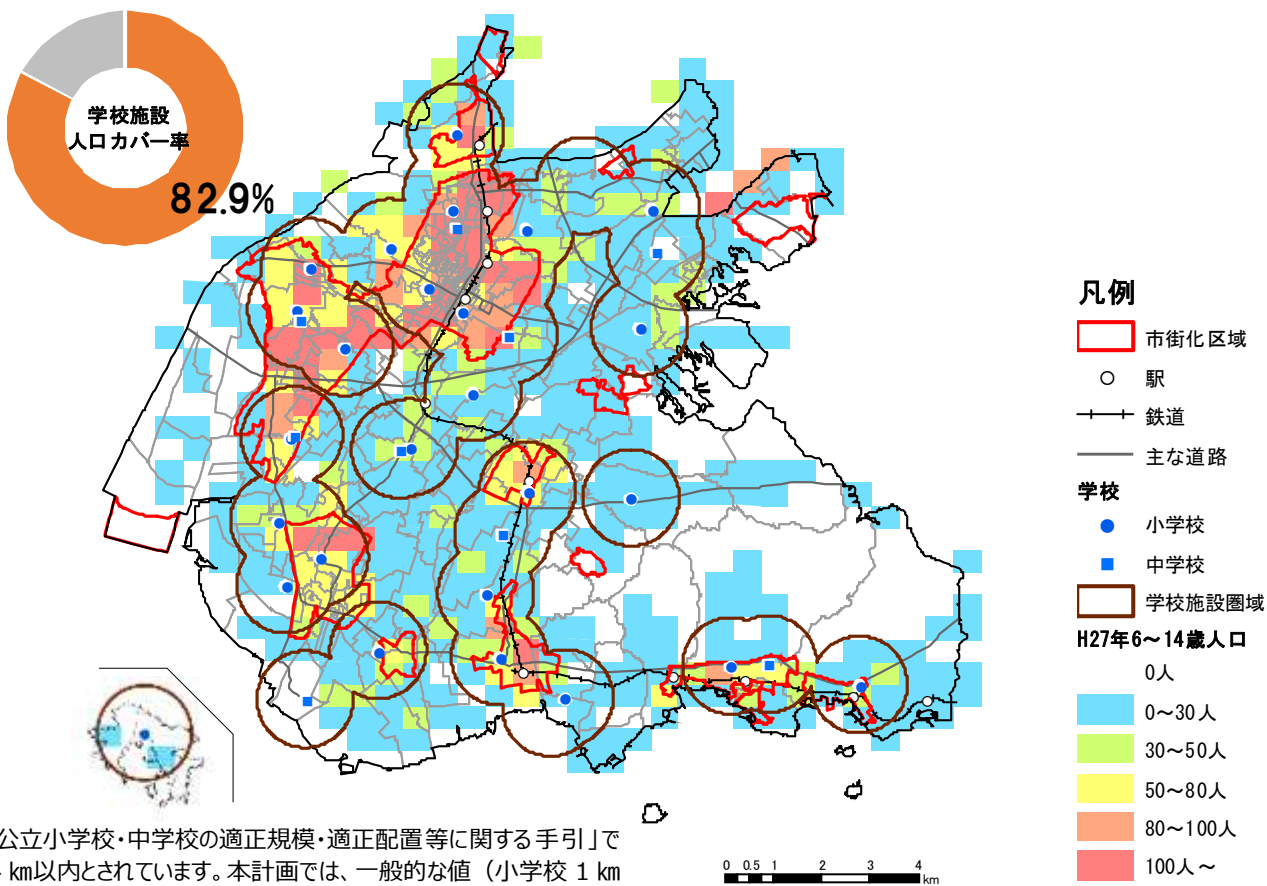 学校施設
人口カバー率
82.9%
凡例
市街化区域
駅
鉄道
主な道路
学校
小学校
中学校
学校施設圏域
H27年6~14歳人口
0人
0~30人
30~50人
50~80人
80~100人
100人~
公立小学校・中学校の適正規模・適正配置等に関する手引」で
km以内とされています。本計画では、一般的な値(小学校 1 km
0 0.5 1 2 3 4
km